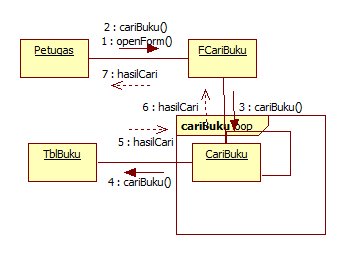 2 : cariBuku()
1 : openForm()
Petugas
FCariBuku
7 : hasilCari
6 : hasilCari
3 : cariBuku()
cariBuku loop
5 : hasilCari
TblBuku
CariBuku
4 : cariBuku()